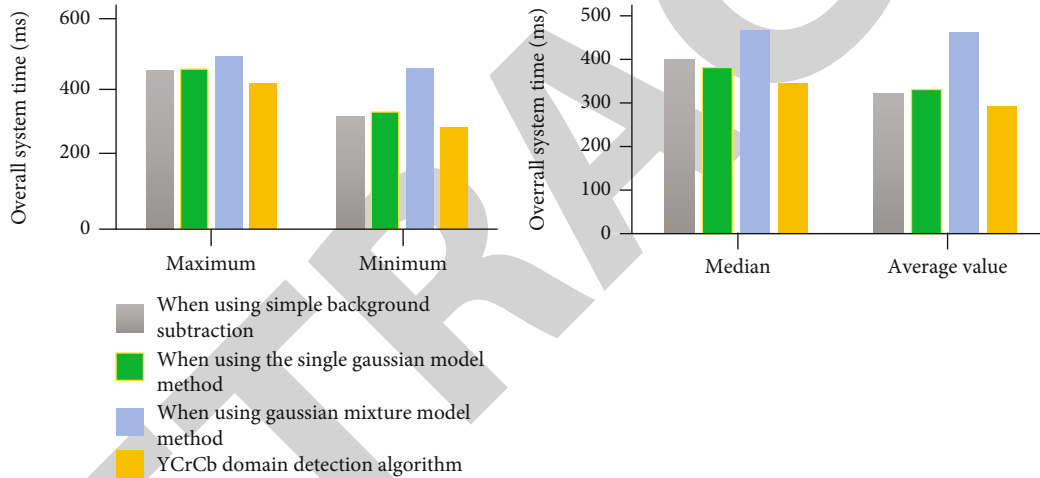 Overall system time (ms)
600
400
200
0
Maximum
Minimum
Overrall system time (ms)
500
400
300
200
100
0
Median
Average value
When using simple background
subtraction
When using the single gaussian model
method
When using gaussian mixture model
method
YCrCb domain detection algorithm
TRAC